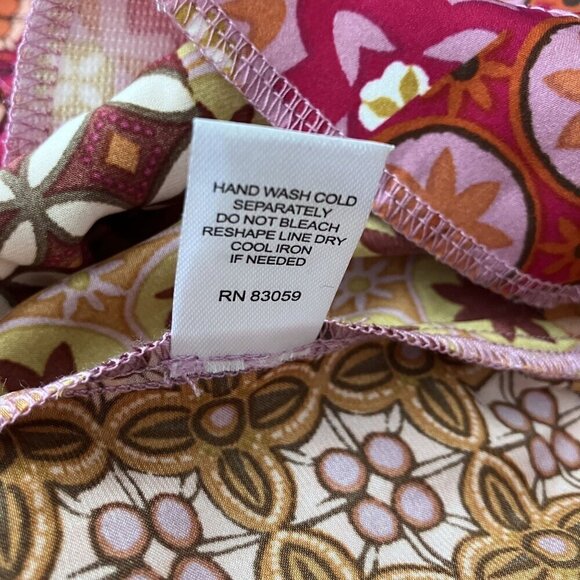 HAND WASH COLD
SEPARATELY
DO NOT BLEACH
RESHAPE LINE DRY
COOL IRON
IF NEEDED
RN 83059